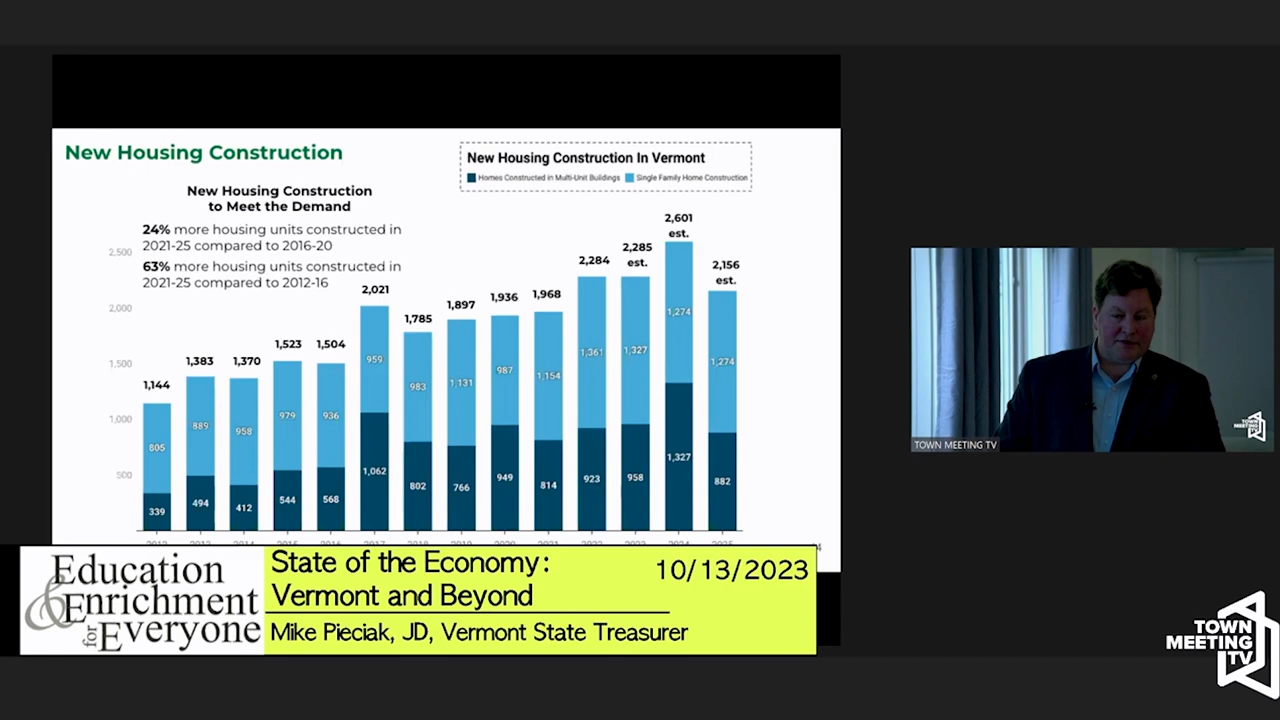 New Housing Construction
New Housing Construction In Vermont
Homes Constructed in Multi-Unit Buildings
Single Family Home Construction
New Housing Construction
to Meet the Demand
24% more housing units constructed in
2021-25 compared to 2016-20
63% more housing units constructed in
2021-25 compared to 2012-16
2,500
2,000
1,500
1,000
500
1,144
1,383
1,370
1,523
1,504
2,021
1,785
1,897
1,936
1,968
2,284
2,285
est.
2,601
est.
2,156
est.
805
889
958
979
936
959
983
1,131
987
1,154
1,361
1,327
1,274
1,274
339
494
412
544
568
1,062
802
766
949
814
923
958
1,327
882
TOWN MEETING TV
TOWN
MEETING
TV
Education
& Enrichment
for Everyone
State of the Economy:
Vermont and Beyond
10/13/2023
Mike Pieciak, JD, Vermont State Treasurer
TOWN
MEETING
TV